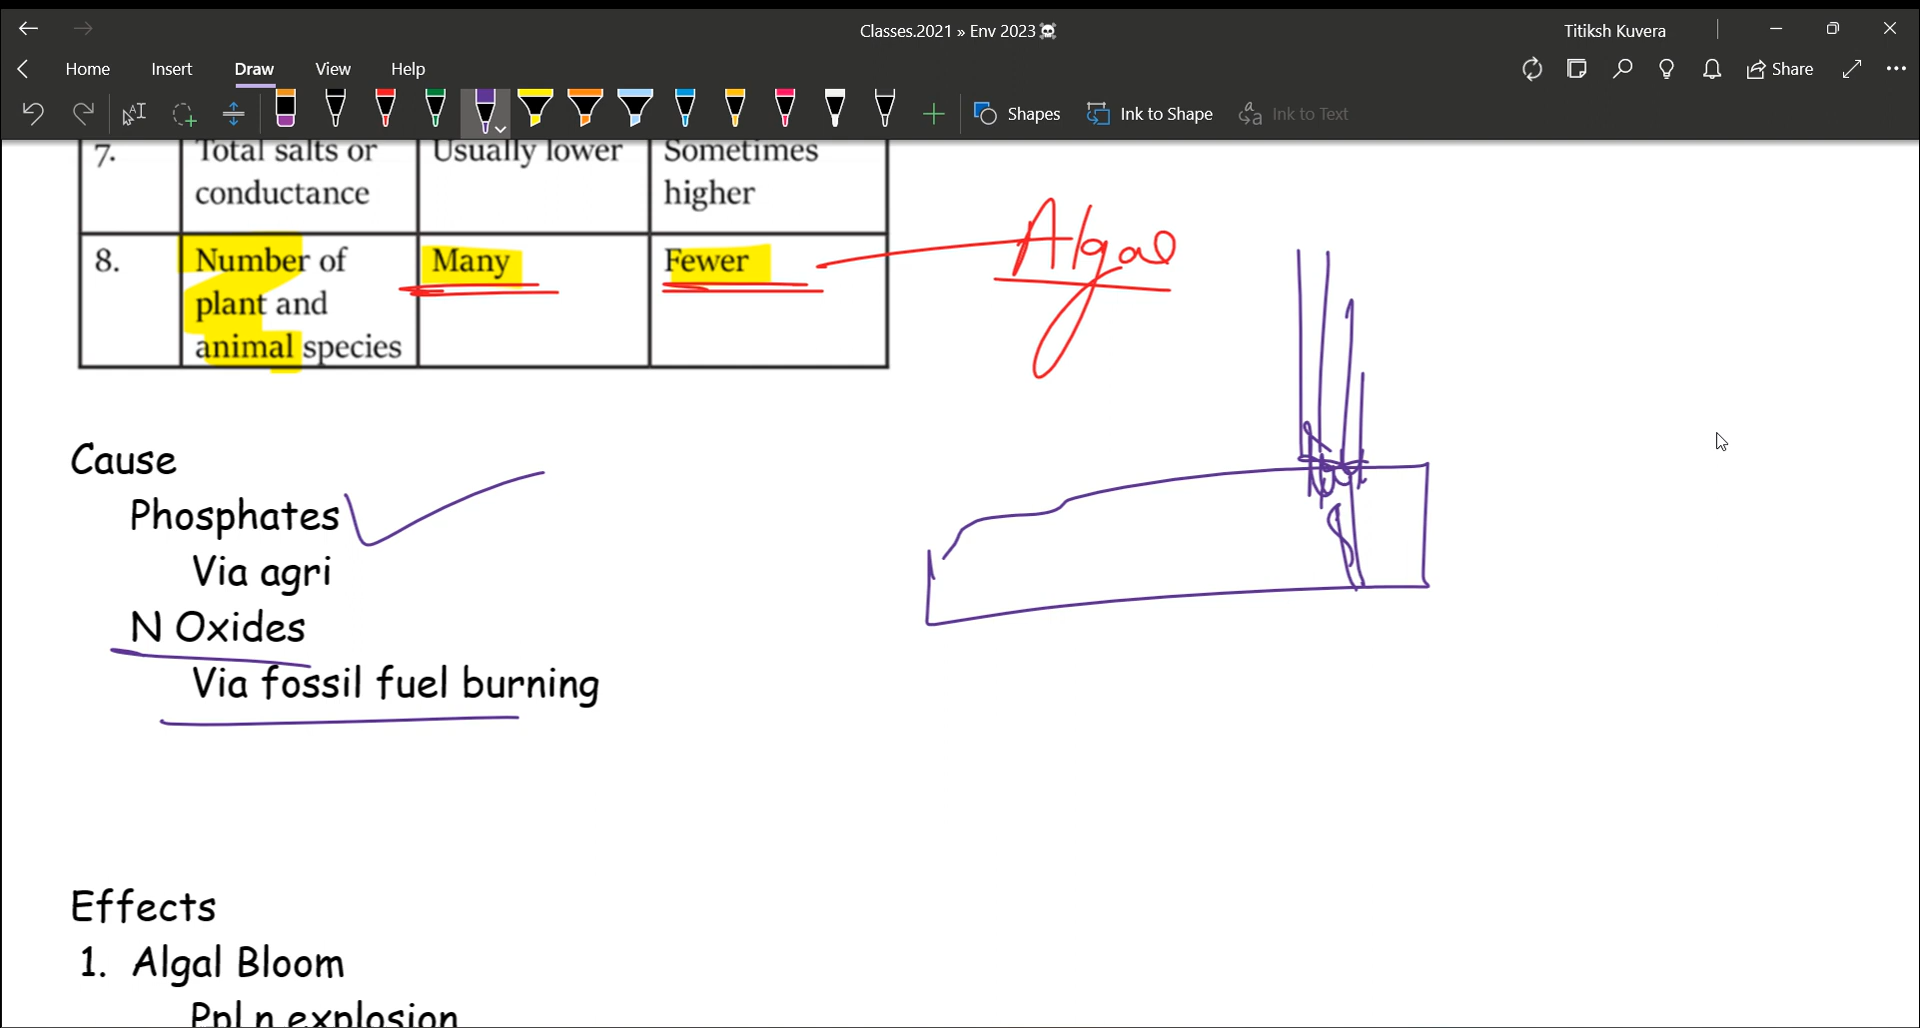 Classes.2021 » Env 2023☠
Titiksh Kuvera
Home Insert Draw View Help
Share
Shapes Ink to Shape Ink to Text
7. Total salts or Usually lower Sometimes
conductance higher
8. Number of Many Fewer
plant and
animal species
Algae
Cause
Phosphates
Via agri
N Oxides
Via fossil fuel burning
Effects
1. Algal Bloom
Ppl.n explosion